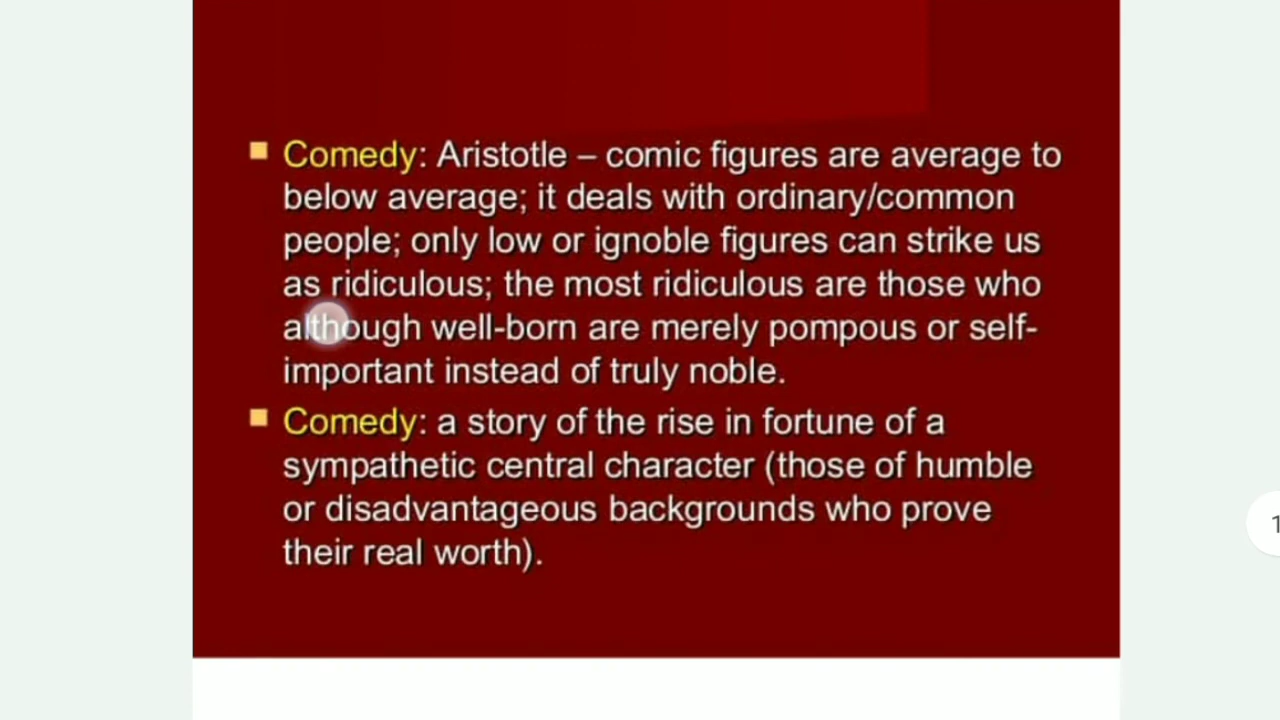 Comedy: Aristotle – comic figures are average to
below average; it deals with ordinary/common
people; only low or ignoble figures can strike us
as ridiculous; the most ridiculous are those who
although well-born are merely pompous or self-
important instead of truly noble.
Comedy: a story of the rise in fortune of a
sympathetic central character (those of humble
or disadvantageous backgrounds who prove
their real worth).
1